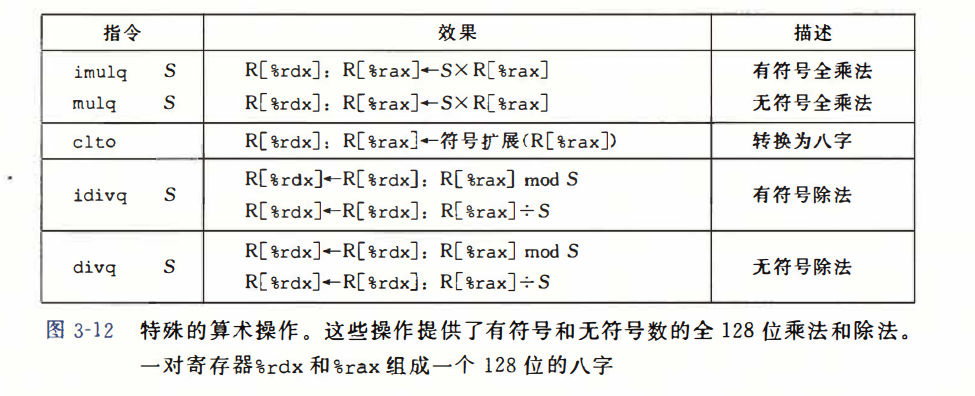 指令 效果 描述
imulq S R[%rdx]：R[%rax]←S×R[%rax] 有符号全乘法
mulq S R[%rdx]：R[%rax]←S×R[%rax] 无符号全乘法
clto R[%rdx]：R[%rax]←符号扩展(R[%rax]) 转换为八字
R[%rdx]←R[%rdx]：R[%rax] mod S
idivq S 有符号除法
R[%rdx]←R[%rdx]：R[%rax]÷S
R[%rdx]←R[%rdx]：R[%rax] mod S
divq S 无符号除法
R[%rdx]←R[%rdx]：R[%rax]÷S
图 3-12 特殊的算术操作。这些操作提供了有符号和无符号数的全 128 位乘法和除法。
一对寄存器%rdx 和%rax 组成一个 128 位的八字